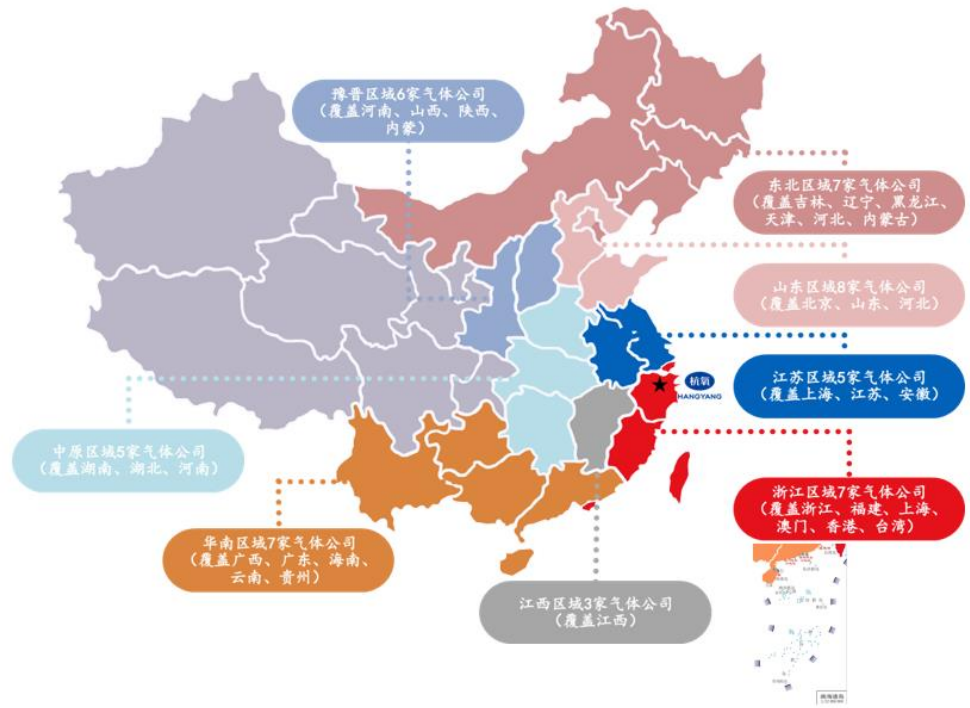 豫晋区域6家气体公司
（覆盖河南、山西、陕西、
内蒙）
东北区域7家气体公司
（覆盖吉林、辽宁、黑龙江、
天津、河北、内蒙古）
山东区域8家气体公司
（覆盖北京、山东、河北）
江苏区域5家气体公司
（覆盖上海、江苏、安徽）
杭氧
HANGYANG
中原区域5家气体公司
（覆盖湖南、湖北、河南）
浙江区域7家气体公司
（覆盖浙江、福建、上海、
澳门、香港、台湾）
华南区域7家气体公司
（覆盖广西、广东、海南、
云南、贵州）
江西区域3家气体公司
（覆盖江西）